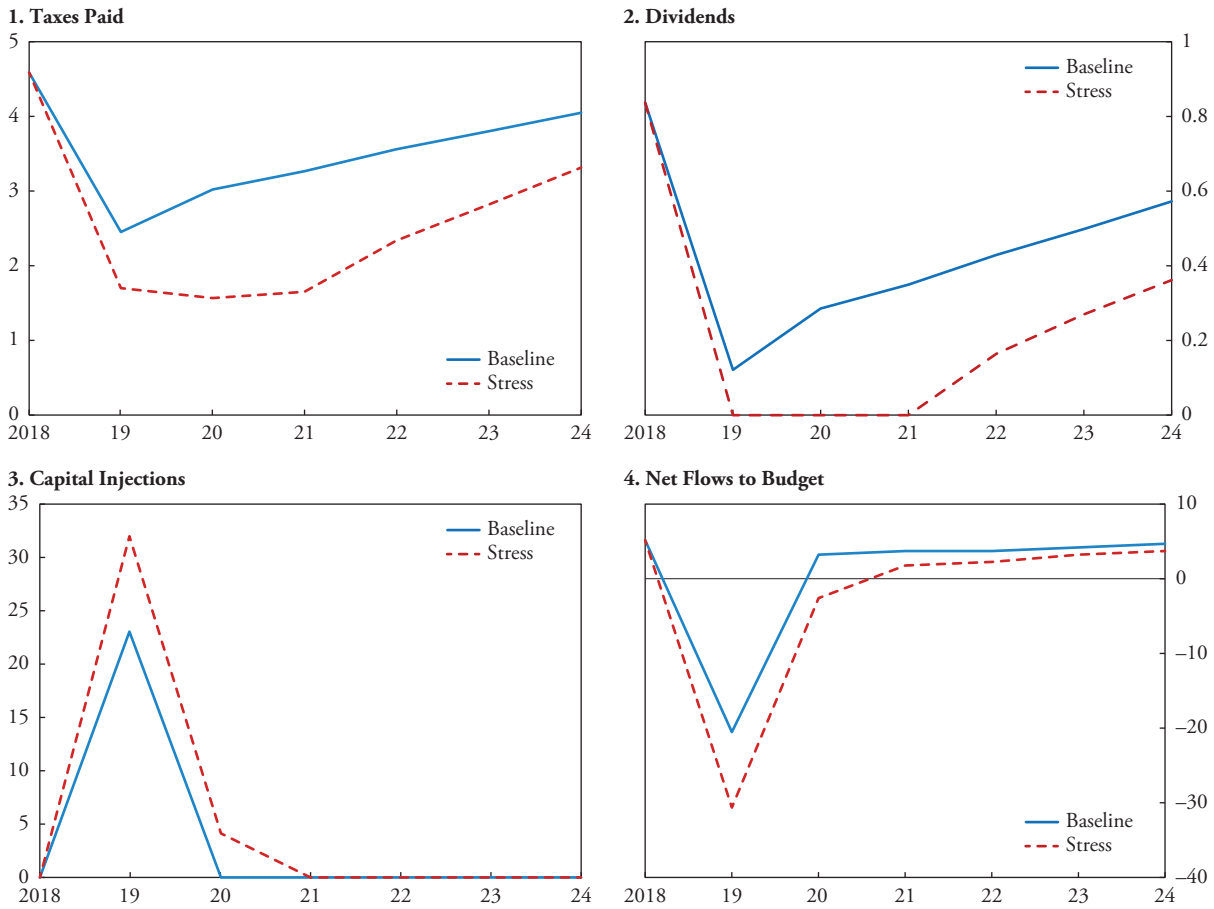 1. Taxes Paid
5
4
3
2
1
0
Baseline
Stress
2018 19 20 21 22 23 24
2. Dividends
1
0.8
0.6
0.4
0.2
0
Baseline
Stress
2018 19 20 21 22 23 24
3. Capital Injections
35
30
25
20
15
10
5
0
Baseline
Stress
2018 19 20 21 22 23 24
4. Net Flows to Budget
10
0
–10
–20
–30
–40
Baseline
Stress
2018 19 20 21 22 23 24